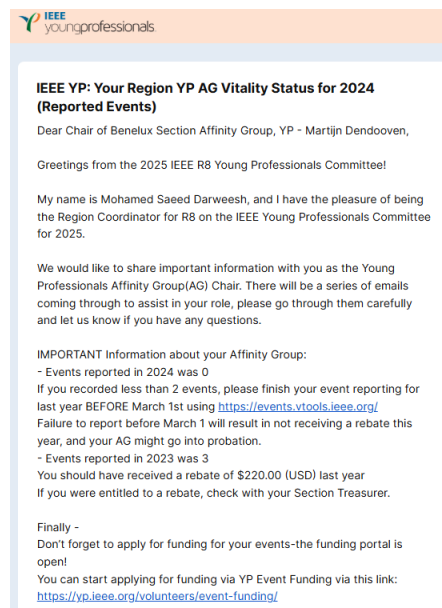 IEEE
youngprofessionals
IEEE YP: Your Region YP AG Vitality Status for 2024
(Reported Events)
Dear Chair of Benelux Section Affinity Group, YP - Martijn Dendooven,
Greetings from the 2025 IEEE R8 Young Professionals Committee!
My name is Mohamed Saeed Darweesh, and I have the pleasure of being
the Region Coordinator for R8 on the IEEE Young Professionals Committee
for 2025.
We would like to share important information with you as the Young
Professionals Affinity Group(AG) Chair. There will be a series of emails
coming through to assist in your role, please go through them carefully
and let us know if you have any questions.
IMPORTANT Information about your Affinity Group:
- Events reported in 2024 was 0
If you recorded less than 2 events, please finish your event reporting for
last year BEFORE March 1st using https://events.vtools.ieee.org/
Failure to report before March 1 will result in not receiving a rebate this
year, and your AG might go into probation.
- Events reported in 2023 was 3
You should have received a rebate of $220.00 (USD) last year
If you were entitled to a rebate, check with your Section Treasurer.
Finally -
Don't forget to apply for funding for your events-the funding portal is
open!
You can start applying for funding via YP Event Funding via this link:
https://yp.ieee.org/volunteers/event-funding/